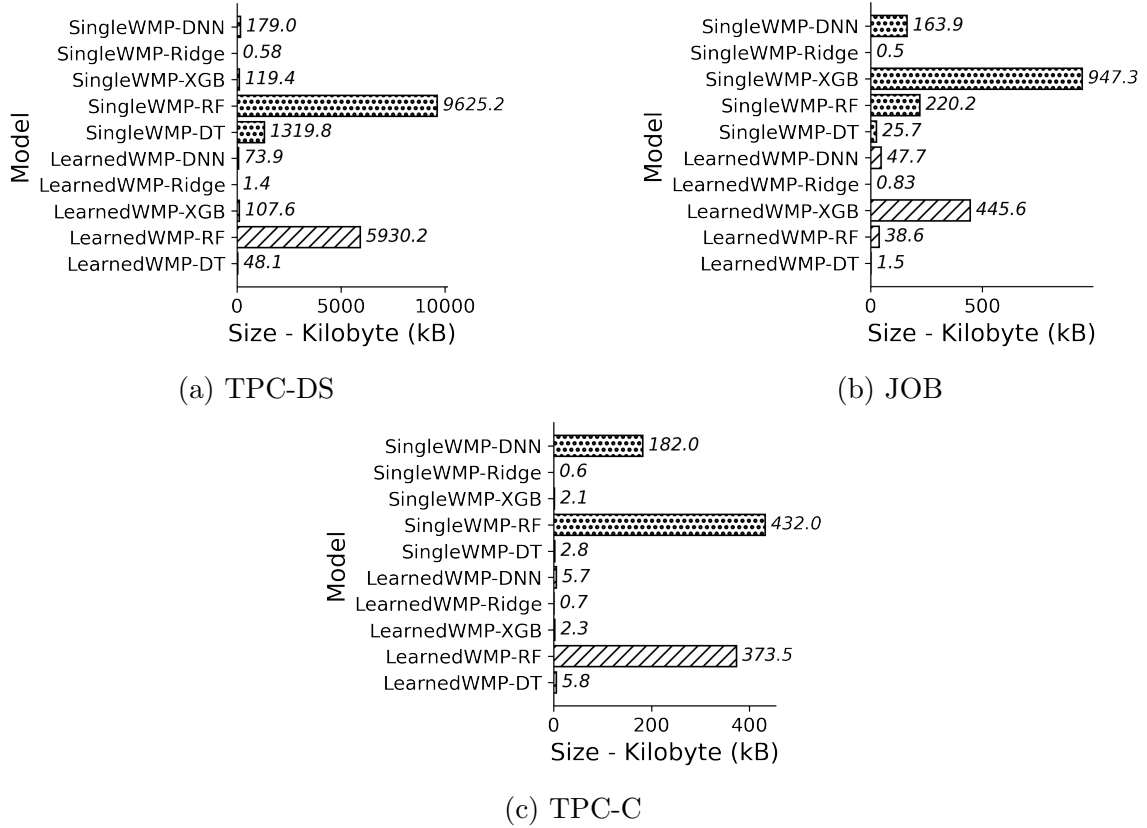 Model
SingleWMP-DNN 179.0
SingleWMP-Ridge 0.58
SingleWMP-XGB 119.4
SingleWMP-RF 9625.2
SingleWMP-DT 1319.8
LearnedWMP-DNN 73.9
LearnedWMP-Ridge 1.4
LearnedWMP-XGB 107.6
LearnedWMP-RF 5930.2
LearnedWMP-DT 48.1
0 5000 10000
Size - Kilobyte (kB)
(a) TPC-DS
Model
SingleWMP-DNN 163.9
SingleWMP-Ridge 0.5
SingleWMP-XGB 947.3
SingleWMP-RF 220.2
SingleWMP-DT 25.7
LearnedWMP-DNN 47.7
LearnedWMP-Ridge 0.83
LearnedWMP-XGB 445.6
LearnedWMP-RF 38.6
LearnedWMP-DT 1.5
0 500
Size - Kilobyte (kB)
(b) JOB
Model
SingleWMP-DNN 182.0
SingleWMP-Ridge 0.6
SingleWMP-XGB 2.1
SingleWMP-RF 432.0
SingleWMP-DT 2.8
LearnedWMP-DNN 5.7
LearnedWMP-Ridge 0.7
LearnedWMP-XGB 2.3
LearnedWMP-RF 373.5
LearnedWMP-DT 5.8
0 200 400
Size - Kilobyte (kB)
(c) TPC-C